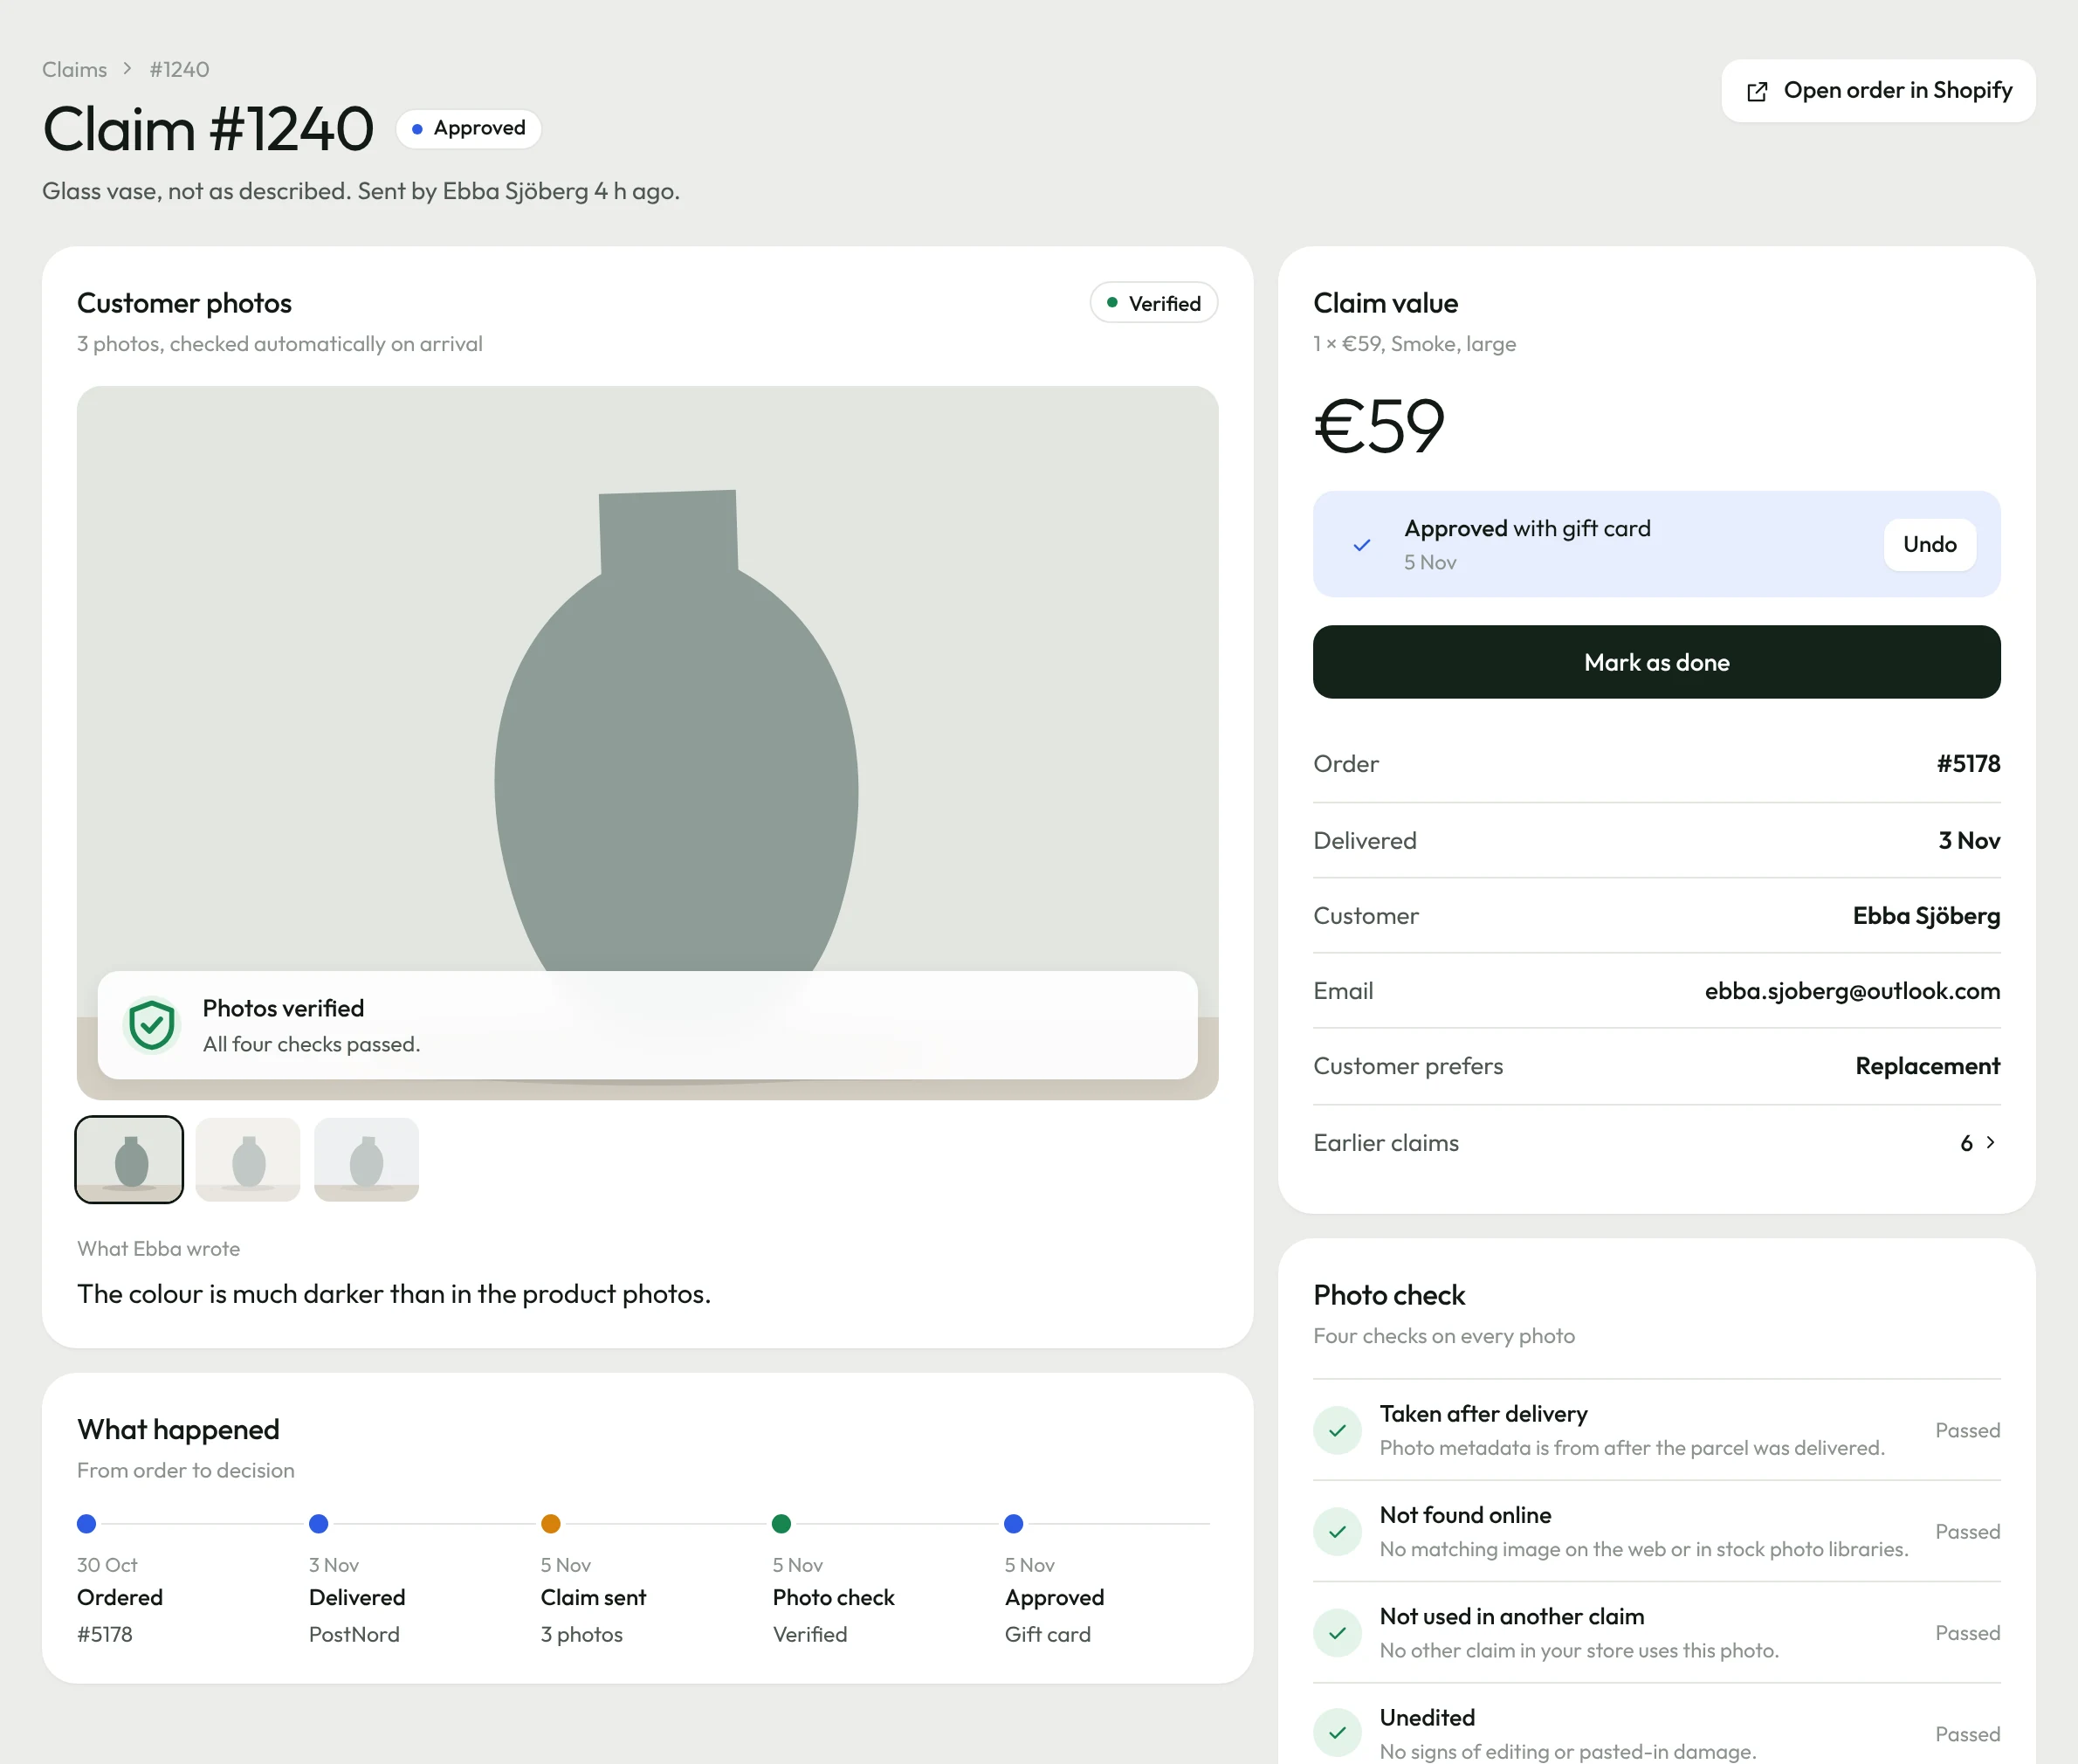 Claims > #1240
Claim #1240
Approved
Open order in Shopify
Glass vase, not as described. Sent by Ebba Sjöberg 4 h ago.
Customer photos
Verified
3 photos, checked automatically on arrival
Photos verified
All four checks passed.
What Ebba wrote
The colour is much darker than in the product photos.
What happened
From order to decision
30 Oct
Ordered
#5178
3 Nov
Delivered
PostNord
5 Nov
Claim sent
3 photos
5 Nov
Photo check
Verified
5 Nov
Approved
Gift card
Claim value
1 × €59, Smoke, large
€59
Approved with gift card
5 Nov
Undo
Mark as done
Order #5178
Delivered 3 Nov
Customer Ebba Sjöberg
Email ebba.sjoberg@outlook.com
Customer prefers Replacement
Earlier claims 6 >
Photo check
Four checks on every photo
Taken after delivery
Photo metadata is from after the parcel was delivered.
Passed
Not found online
No matching image on the web or in stock photo libraries.
Passed
Not used in another claim
No other claim in your store uses this photo.
Passed
Unedited
No signs of editing or pasted-in damage.
Passed